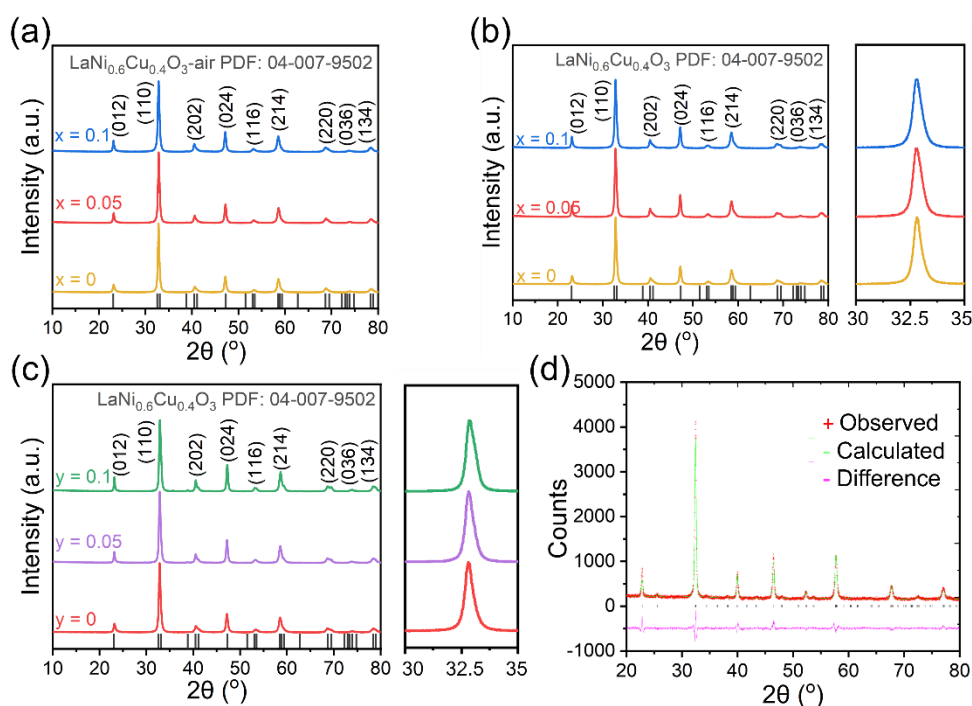 (a)
LaNi0.6Cu0.4O3-air PDF: 04-007-9502
(012) (110) (202) (024) (116) (214) (220) (036) (134)
x = 0.1
x = 0.05
x = 0
Intensity (a.u.)
10 20 30 40 50 60 70 80
2θ (°)
(b)
LaNi0.6Cu0.4O3 PDF: 04-007-9502
(012) (110) (202) (024) (116) (214) (220) (036) (134)
x = 0.1
x = 0.05
x = 0
Intensity (a.u.)
10 20 30 40 50 60 70 80
2θ (°)
30 32.5 35
(c)
LaNi0.6Cu0.4O3 PDF: 04-007-9502
(012) (110) (202) (024) (116) (214) (220) (036) (134)
y = 0.1
y = 0.05
y = 0
Intensity (a.u.)
10 20 30 40 50 60 70 80
2θ (°)
30 32.5 35
(d)
5000
4000
3000
2000
1000
0
-1000
Counts
+ Observed
- Calculated
- Difference
20 30 40 50 60 70 80
2θ (°)